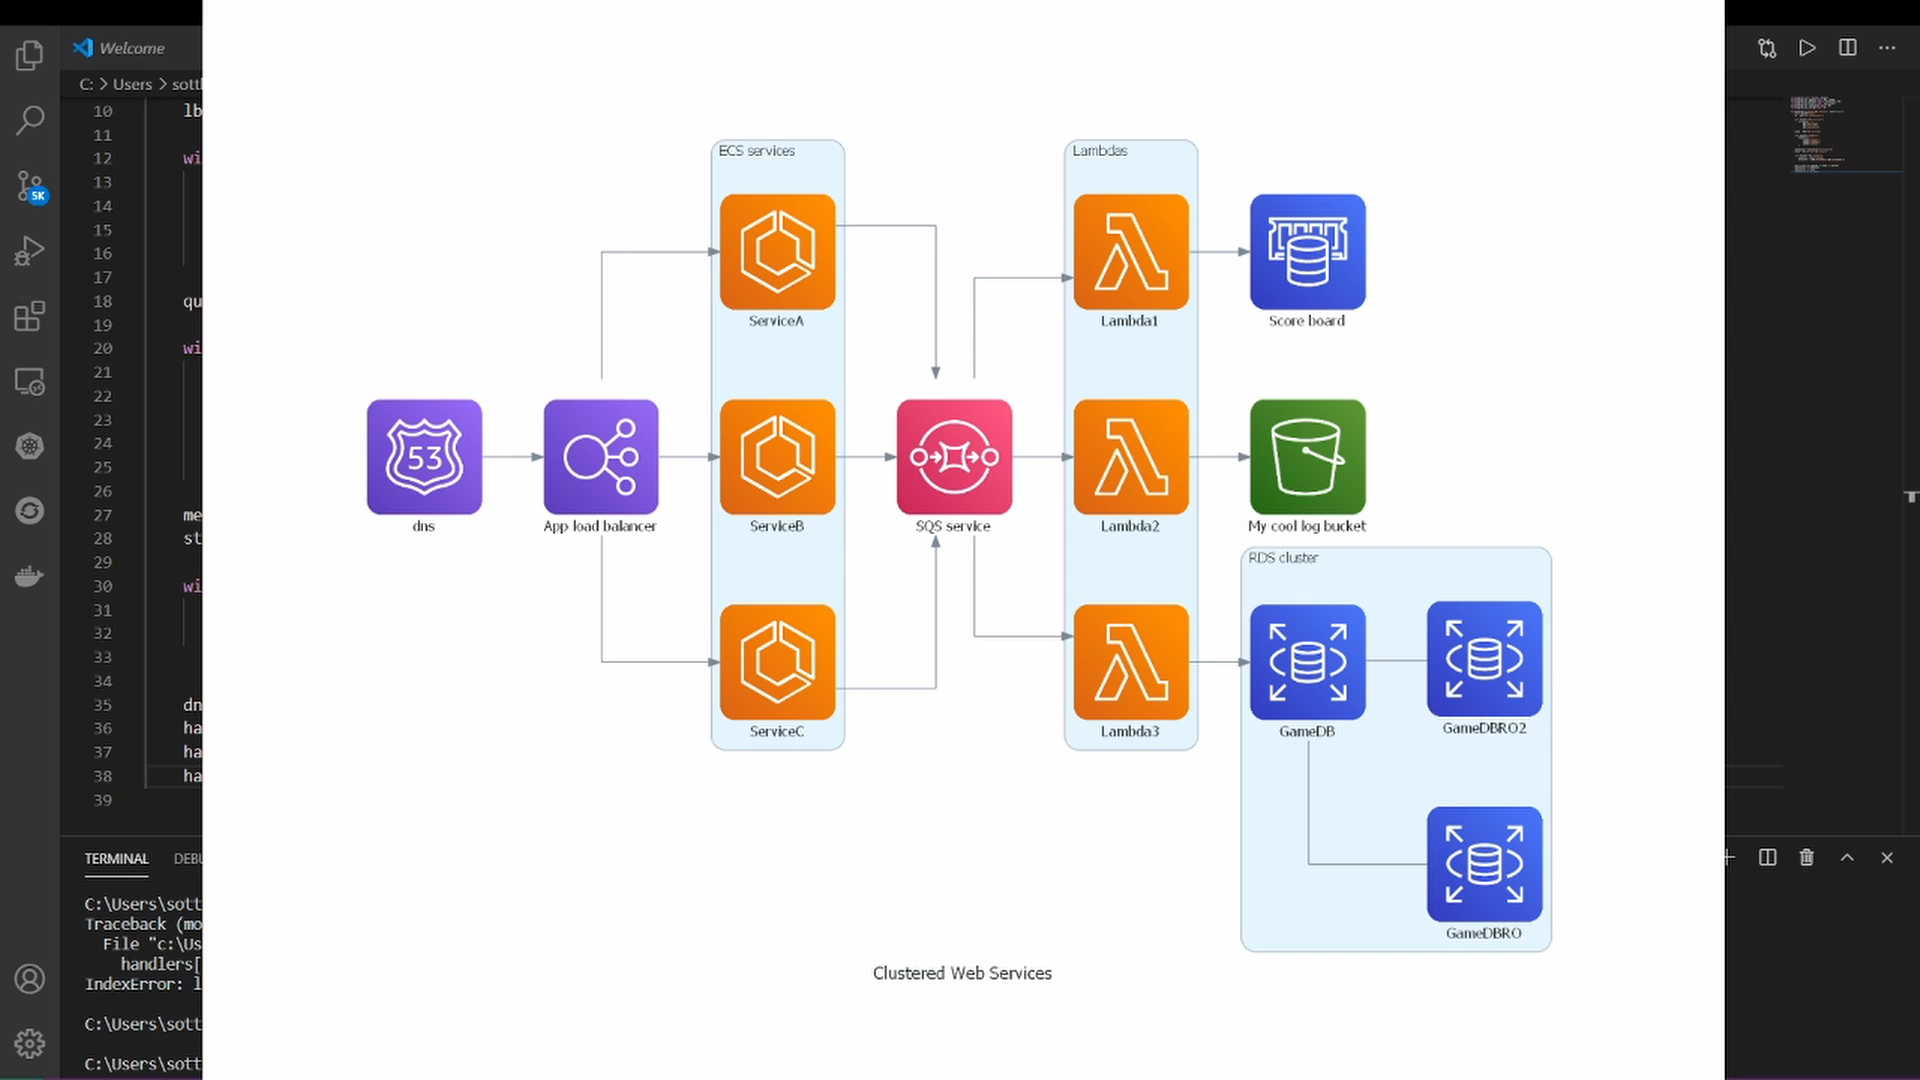 Welcome
C: > Users > sott
10 lb
11
12 wi
13
14
15
16
17
18 qu
19
20 wi
21
22
23
24
25
26
27 me
28 st
29
30 wi
31
32
33
34
35 dn
36 ha
37 ha
38 ha
39
5K
TERMINAL DEBU
C:\Users\sott
Traceback (mo
File "c:\Us
handlers[
IndexError: l
C:\Users\sott
C:\Users\sott
ECS services
ServiceA
ServiceB
ServiceC
53
dns
App load balancer
SQS service
Lambdas
Lambda1
Lambda2
Lambda3
Score board
My cool log bucket
RDS cluster
GameDB
GameDBRO2
GameDBRO
Clustered Web Services